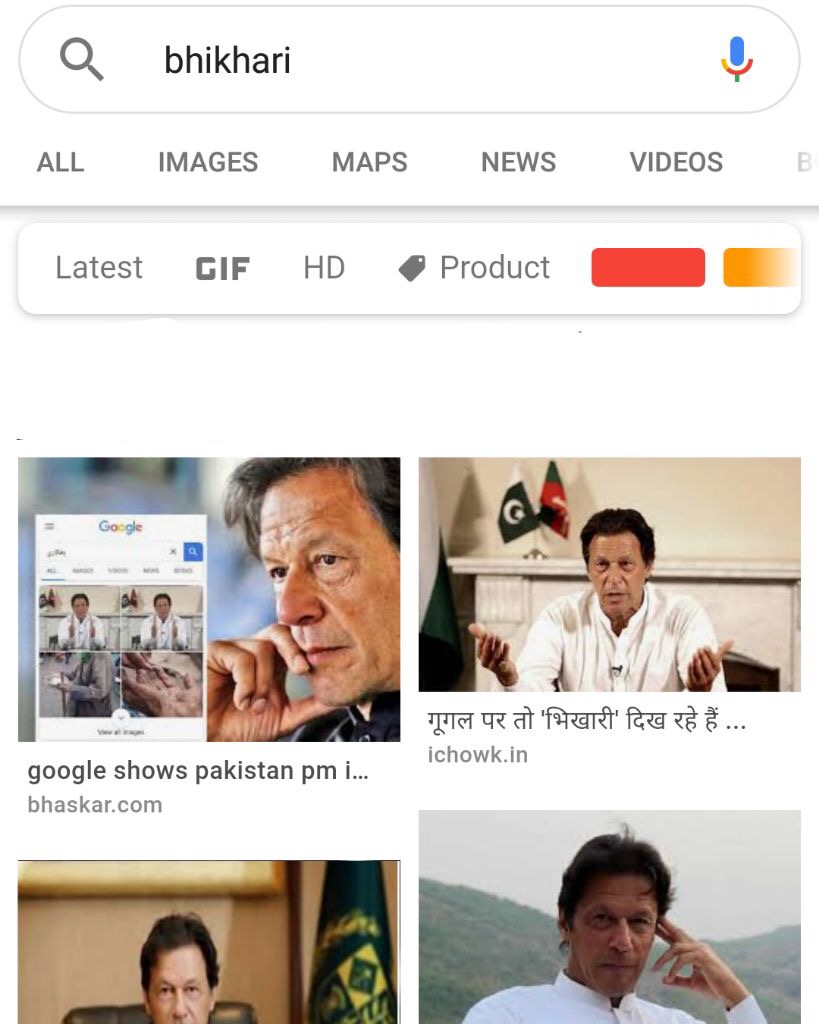 bhikhari
ALL IMAGES MAPS NEWS VIDEOS
Latest GIF HD Product
Google
ALL IMAGES VIDEOS NEWS BOOKS
View all images
google shows pakistan pm i...
bhaskar.com
गूगल पर तो 'भिखारी' दिख रहे हैं ...
ichowk.in